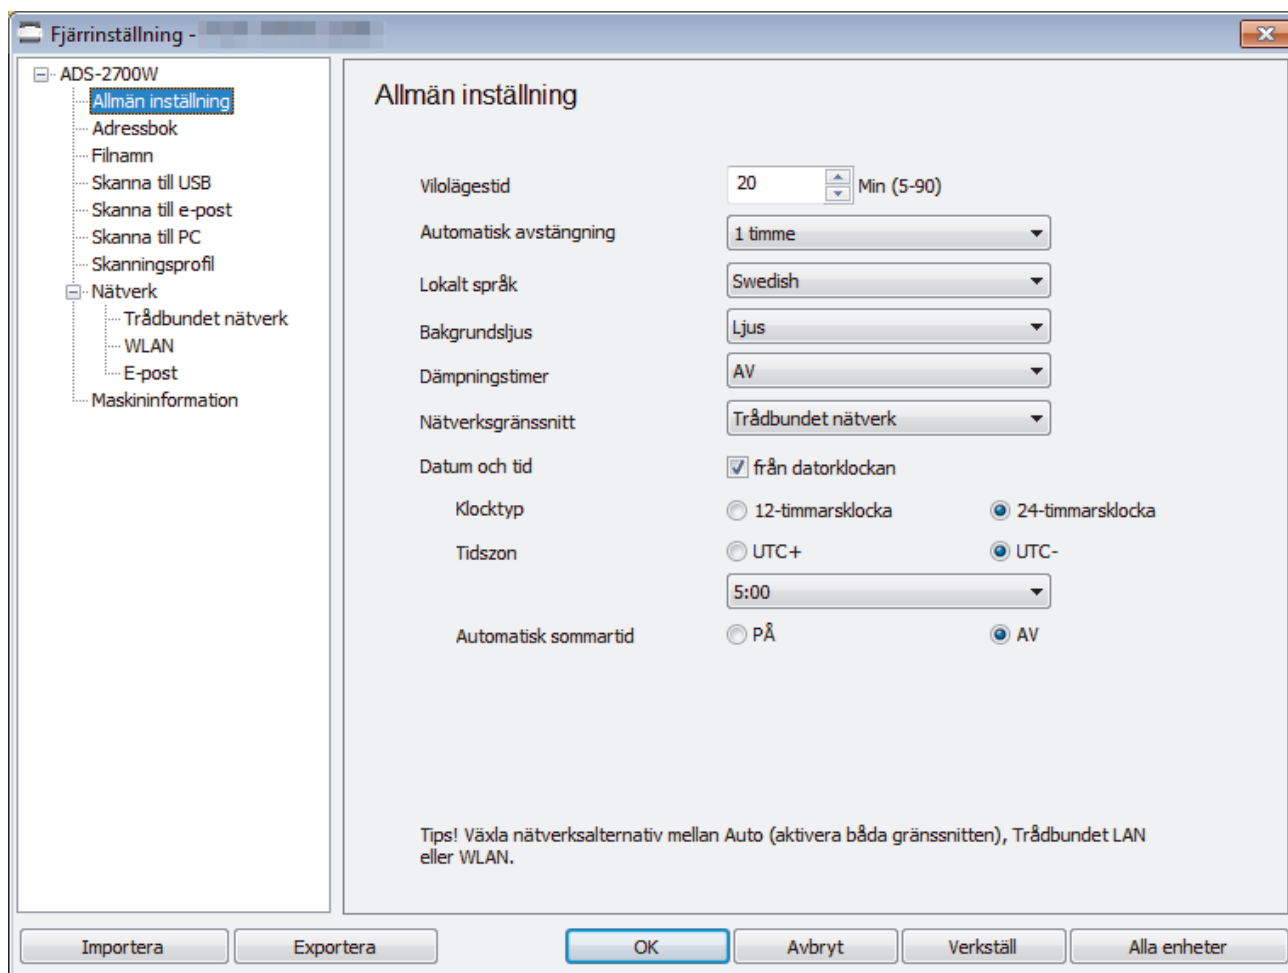 Fjärrinställning -
ADS-2700W
Allmän inställning
Adressbok
Filnamn
Skanna till USB
Skanna till e-post
Skanna till PC
Skanningsprofil
Nätverk
Trådbundet nätverk
WLAN
E-post
Maskininformation
Allmän inställning
Vilolägestid 20 Min (5-90)
Automatisk avstängning 1 timme
Lokalt språk Swedish
Bakgrundsljus Ljus
Dämpningstimer AV
Nätverksgränssnitt Trådbundet nätverk
Datum och tid från datorklockan
Klocktyp 12-timmarsklocka 24-timmarsklocka
Tidszon UTC+ UTC-
5:00
Automatisk sommartid PÅ AV
Tips! Växla nätverksalternativ mellan Auto (aktivera båda gränssnitten), Trådbundet LAN
eller WLAN.
Importera Exportera OK Avbryt Verkställ Alla enheter